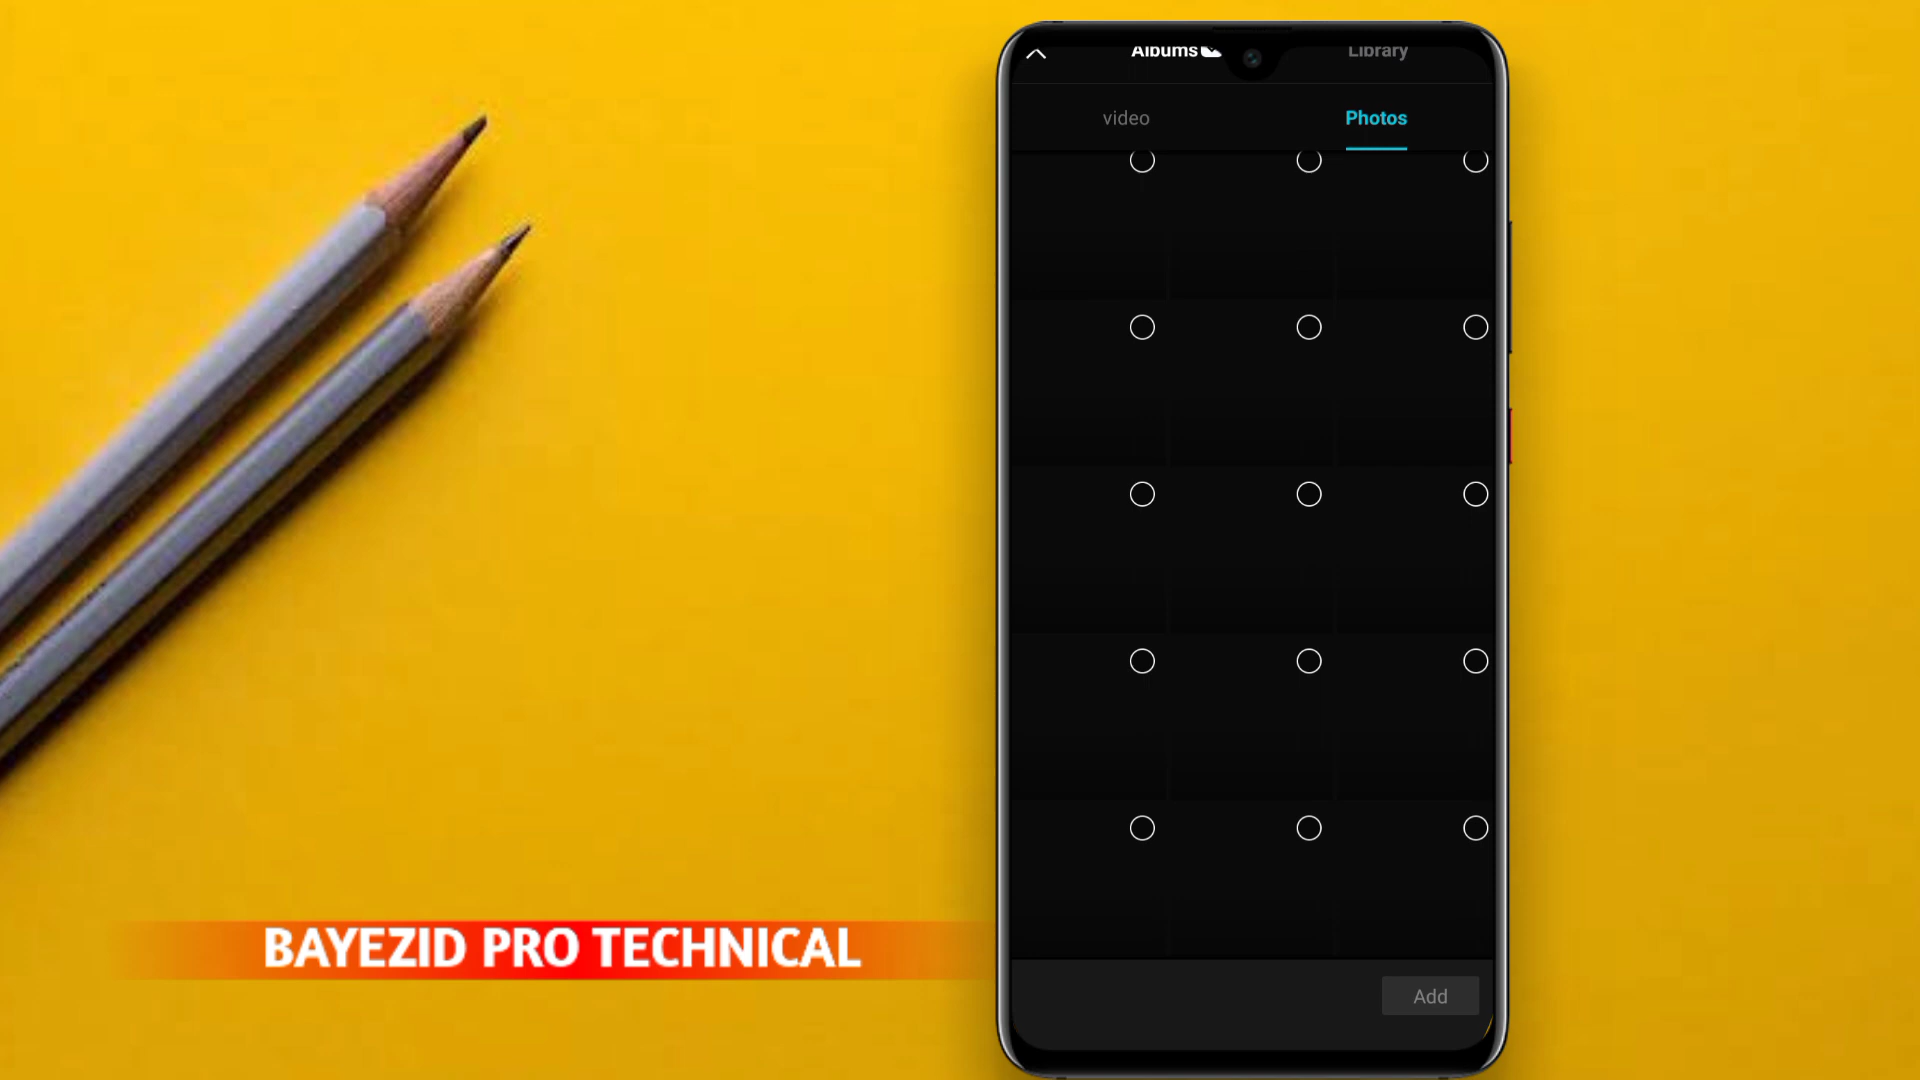 Albums
Library
video
Photos
BAYEZID PRO TECHNICAL
Add